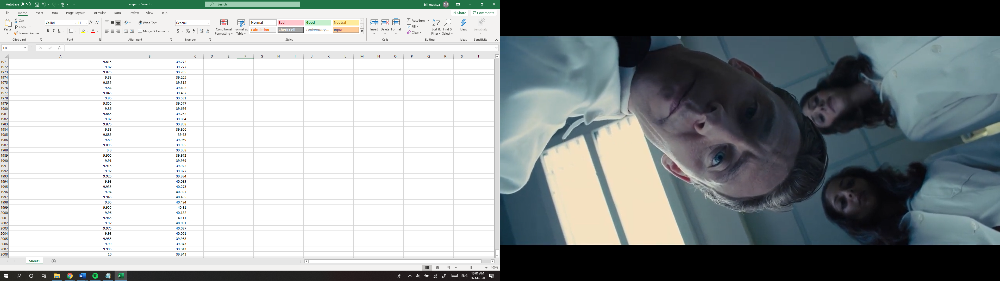 AutoSave Off scapel - Saved Search bill mutisya BM
File Home Insert Draw Page Layout Formulas Data Review View Help Share Comments
Paste Cut Copy Format Painter Calibri 11 Wrap Text Merge & Center General Conditional Formatting Format as Table Normal Bad Good Neutral Calculation Check Cell Explanatory ... Input Insert Delete Format AutoSum Fill Clear Sort & Filter Find & Select Ideas Sensitivity
Clipboard Font Alignment Number Styles Cells Editing Ideas Sensitivity
F8 fx
A B C D E F G H I J K L M N O P Q R S T
1971 9.815 39.272
1972 9.82 39.277
1973 9.825 39.265
1974 9.83 39.265
1975 9.835 39.312
1976 9.84 39.402
1977 9.845 39.487
1978 9.85 39.531
1979 9.855 39.577
1980 9.86 39.666
1981 9.865 39.762
1982 9.87 39.834
1983 9.875 39.898
1984 9.88 39.956
1985 9.885 39.98
1986 9.89 39.969
1987 9.895 39.955
1988 9.9 39.958
1989 9.905 39.972
1990 9.91 39.969
1991 9.915 39.922
1992 9.92 39.877
1993 9.925 39.934
1994 9.93 40.099
1995 9.935 40.273
1996 9.94 40.397
1997 9.945 40.455
1998 9.95 40.424
1999 9.955 40.31
2000 9.96 40.182
2001 9.965 40.11
2002 9.97 40.091
2003 9.975 40.087
2004 9.98 40.061
2005 9.985 39.968
2006 9.99 39.943
2007 9.995 39.943
2008 10 39.943
Sheet1
100%
ENG 10:01 AM
26-Mar-20